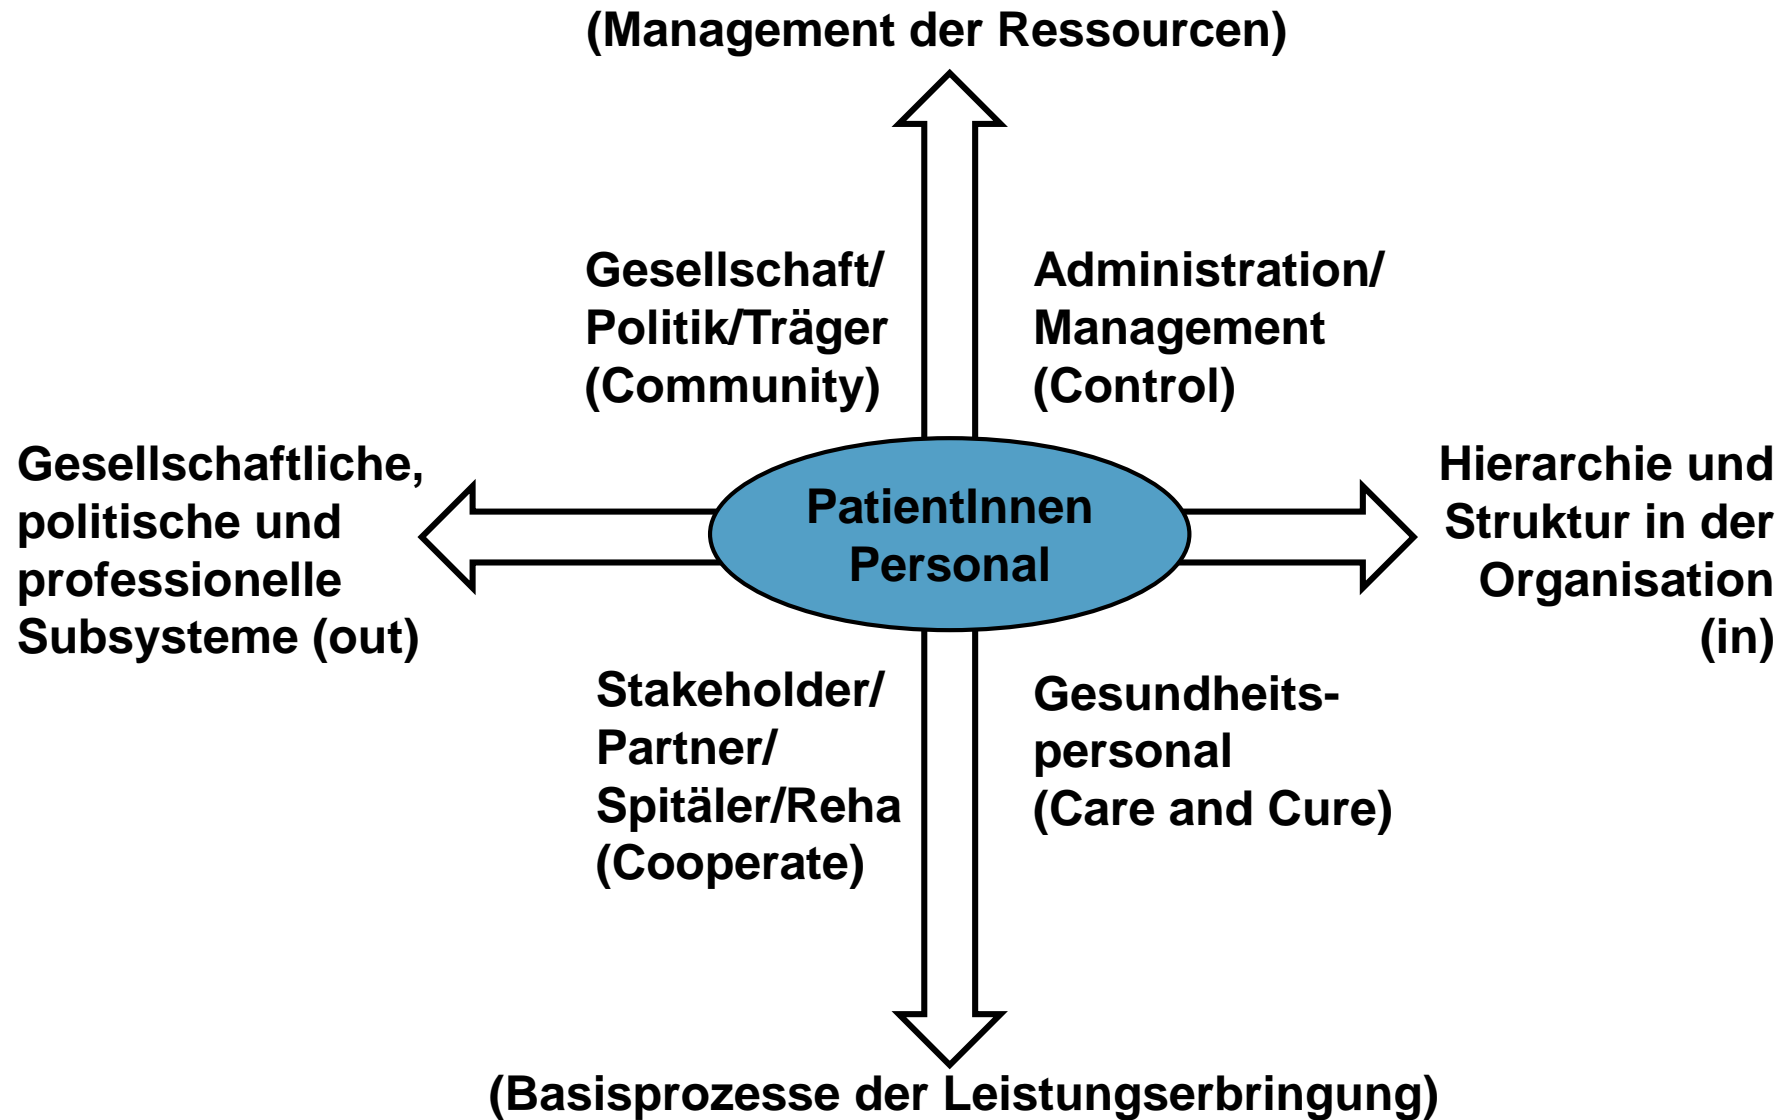 (Management der Ressourcen)
Gesellschaft/
Politik/Träger
(Community)
Administration/
Management
(Control)
Gesellschaftliche,
politische und
professionelle
Subsysteme (out)
PatientInnen
Personal
Hierarchie und
Struktur in der
Organisation
(in)
Stakeholder/
Partner/
Spitäler/Reha
(Cooperate)
Gesundheits-
personal
(Care and Cure)
(Basisprozesse der Leistungserbringung)